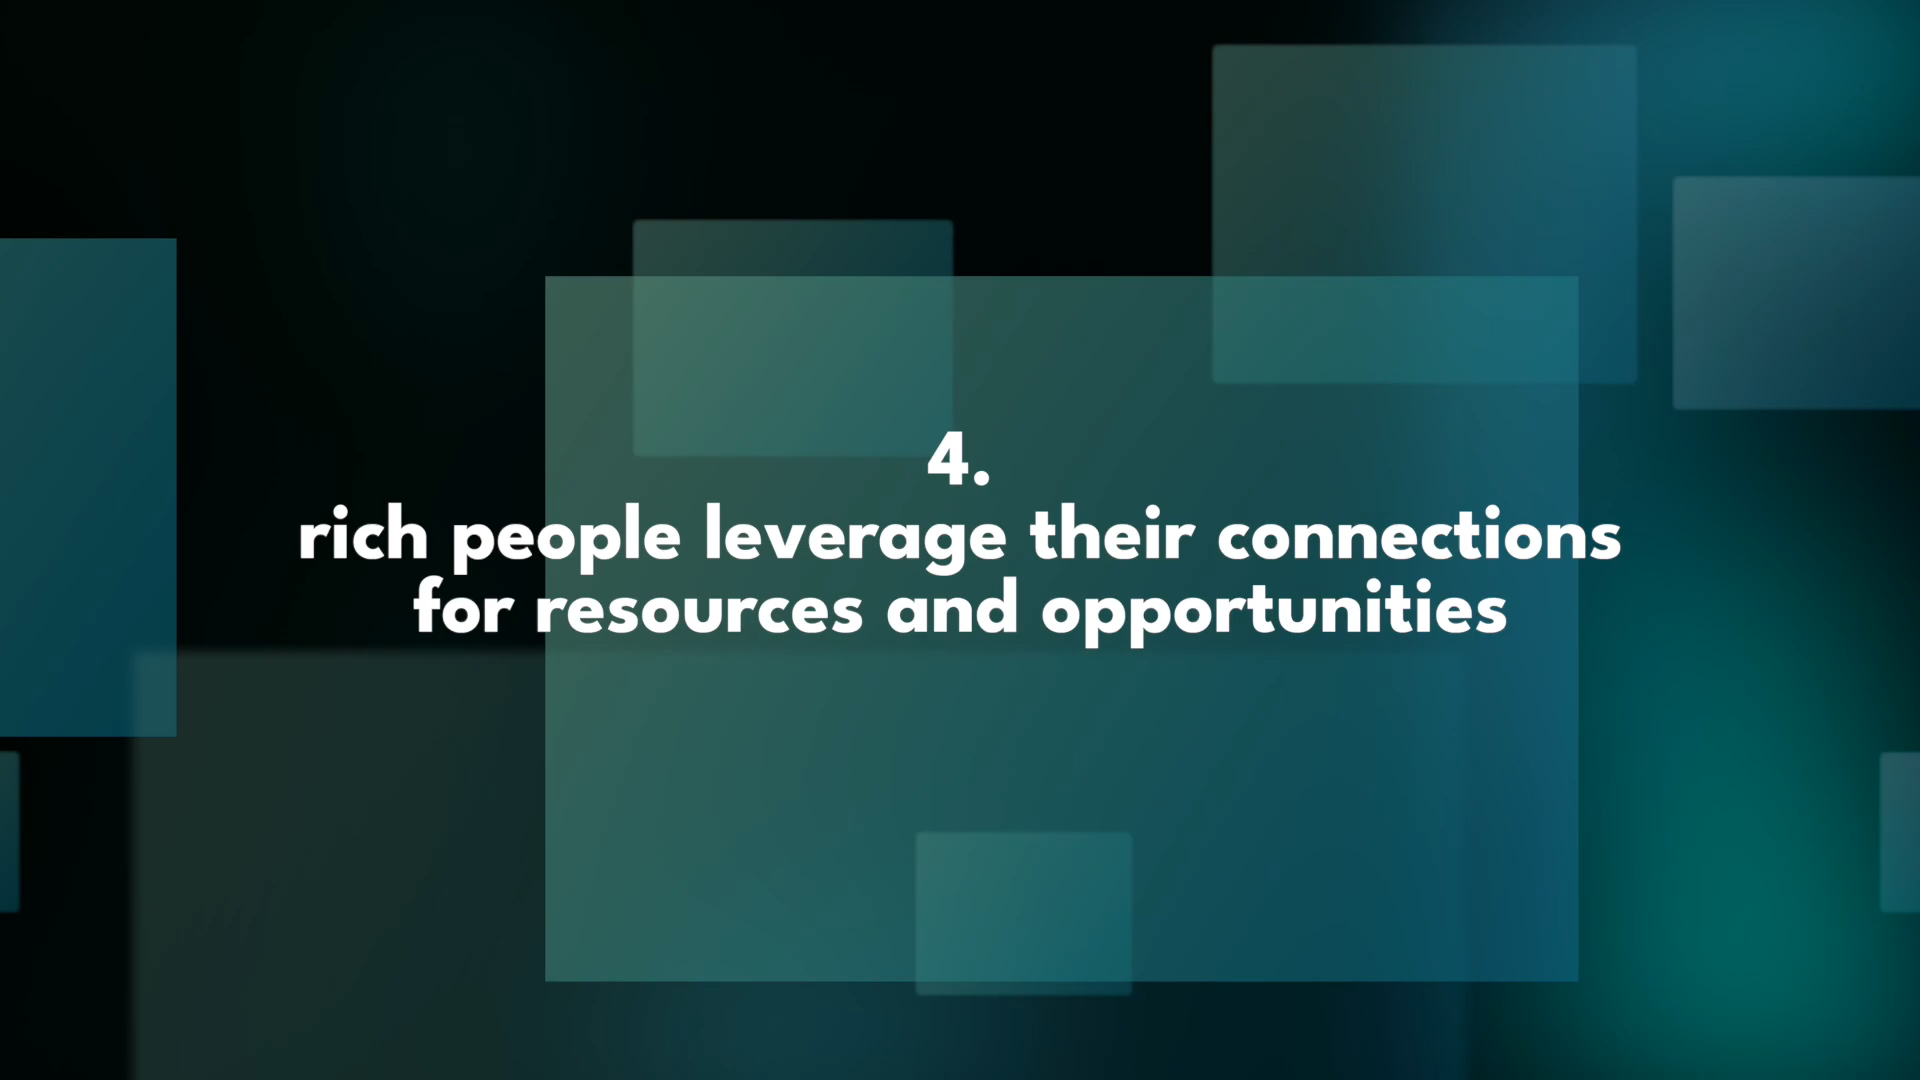 4.
rich people leverage their connections
for resources and opportunities